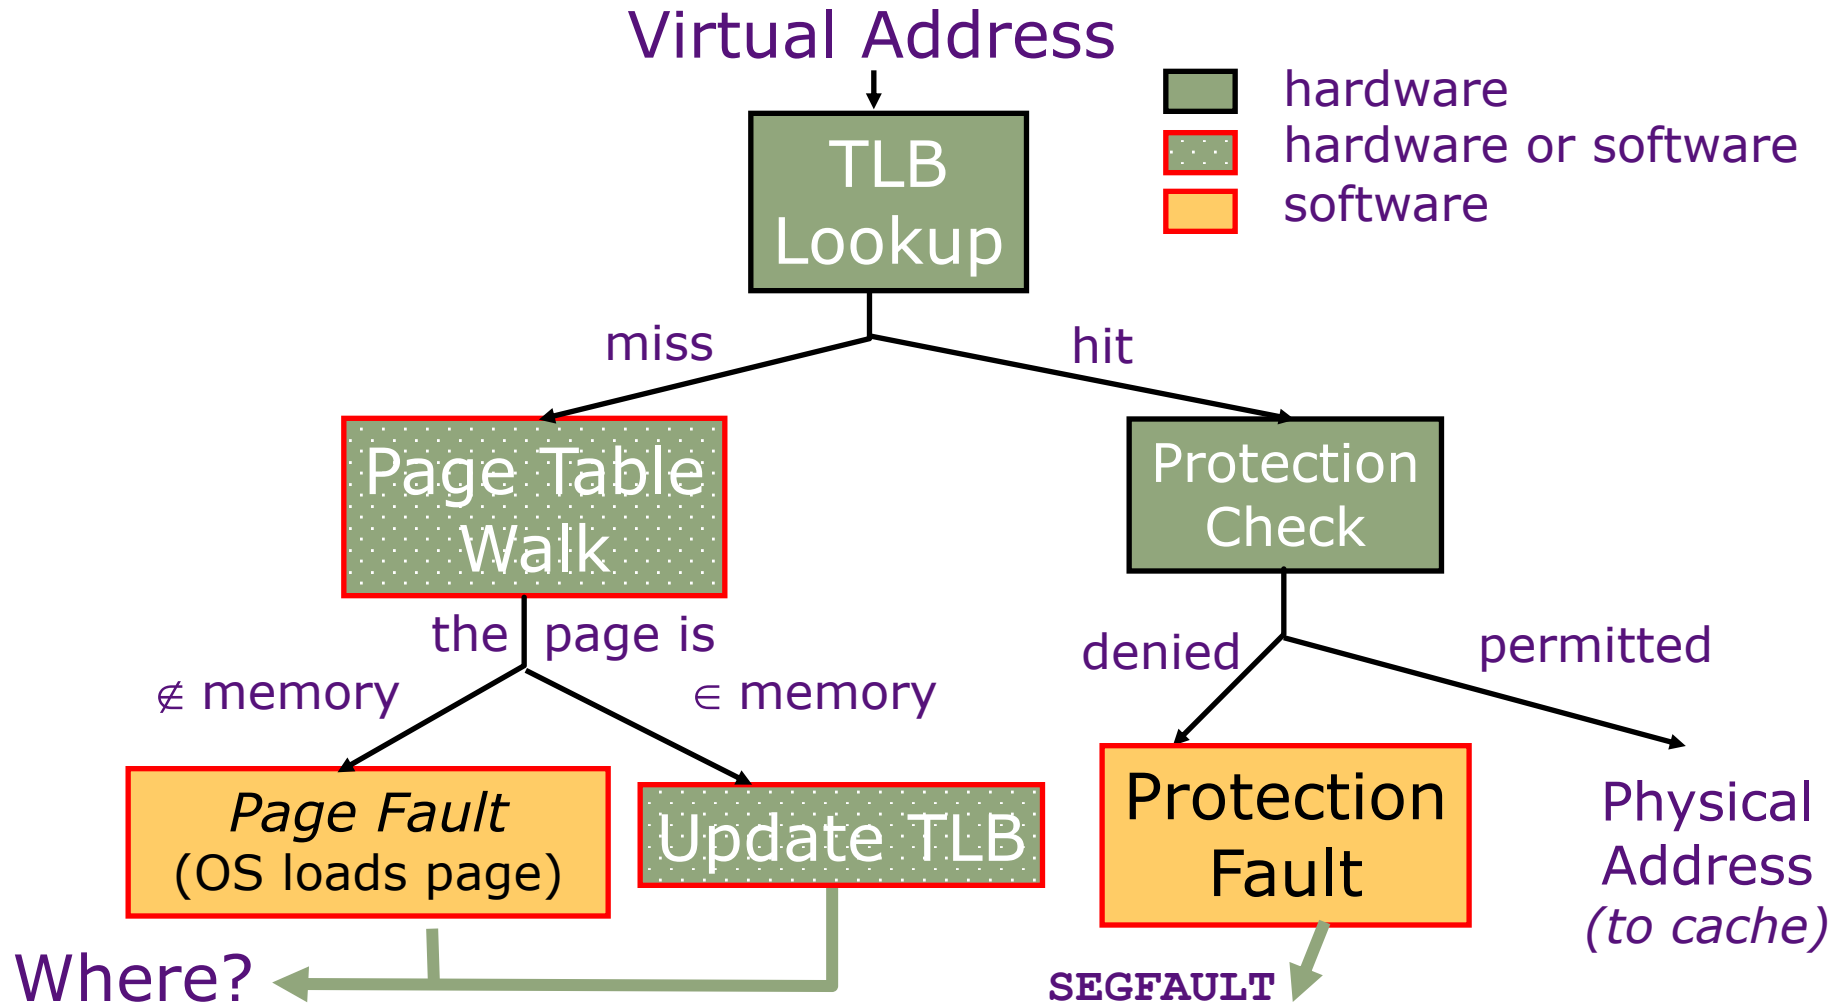 Virtual Address
hardware
hardware or software
software
TLB
Lookup
miss
hit
Page Table
Walk
Protection
Check
the page is
denied
permitted
∉ memory
∈ memory
Page Fault
(OS loads page)
Update TLB
Protection
Fault
Physical
Address
(to cache)
Where?
SEGFAULT